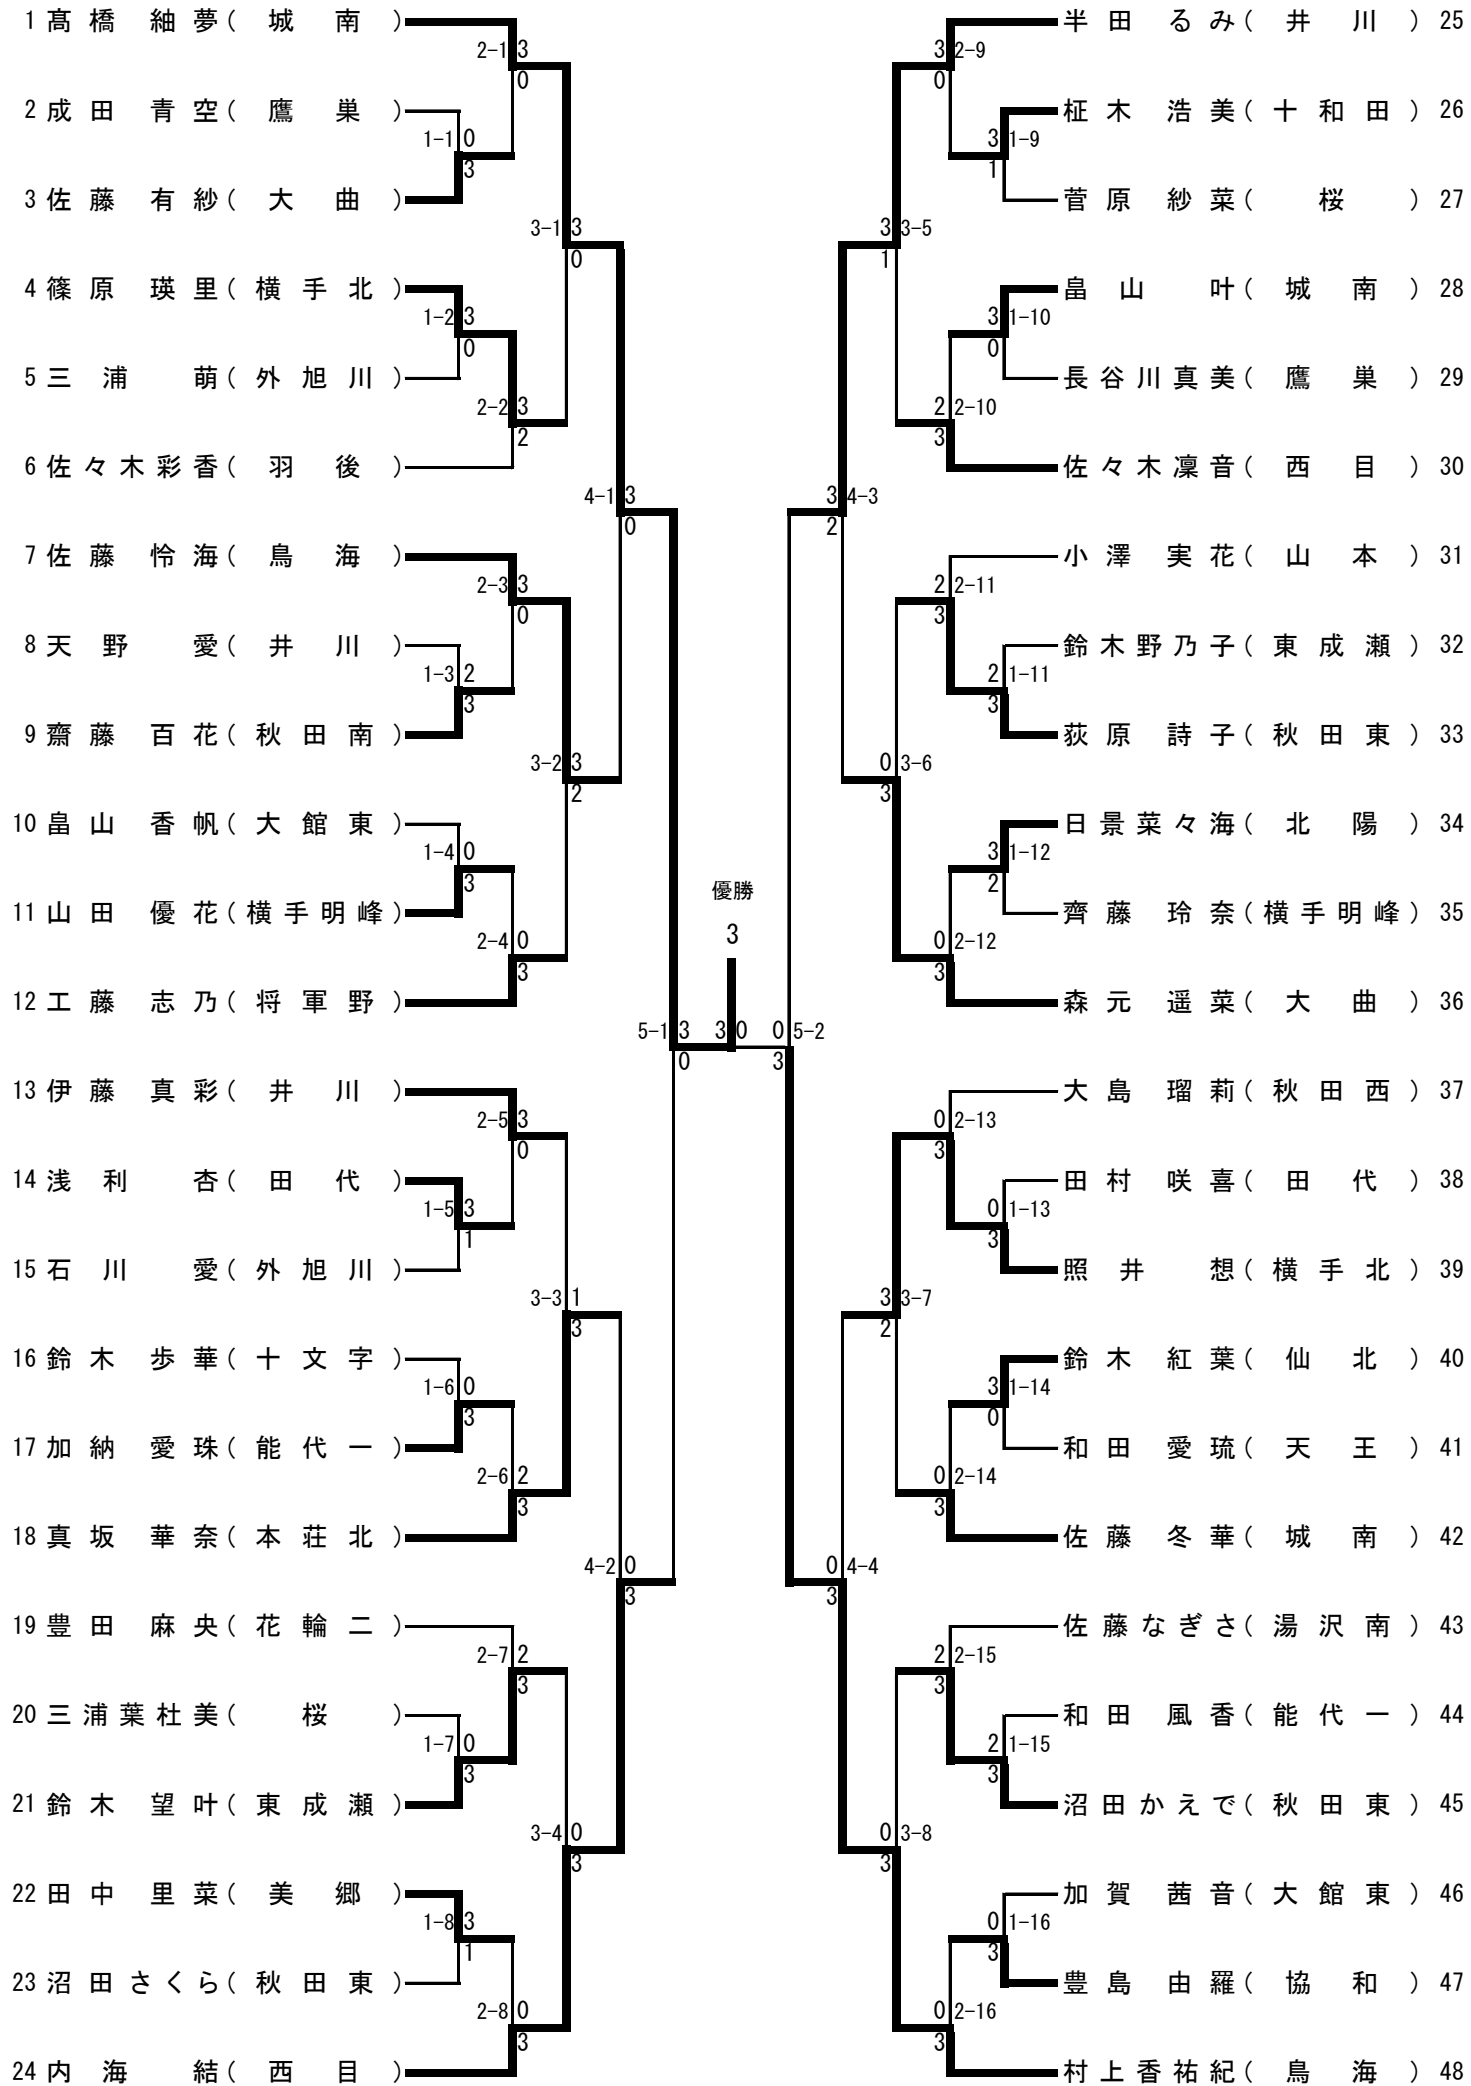 1 髙橋 紬夢 ( 城南 )
2-1 3
0
2 成田 青空 ( 鷹巣 )
1-1 0
3
3 佐藤 有紗 ( 大曲 )
3-1 3
0
4 篠原 瑛里 ( 横手北 )
1-2 3
0
5 三浦 萌 ( 外旭川 )
2-2 3
2
6 佐々木彩香 ( 羽後 )
4-1 3
0
7 佐藤 怜海 ( 鳥海 )
2-3 3
0
8 天野 愛 ( 井川 )
1-3 2
3
9 齋藤 百花 ( 秋田南 )
3-2 3
2
10 畠山 香帆 ( 大館東 )
1-4 0
3
11 山田 優花 ( 横手明峰 )
2-4 0
3
12 工藤 志乃 ( 将軍野 )
5-1 3
0
13 伊藤 真彩 ( 井川 )
2-5 3
0
14 浅利 杏 ( 田代 )
1-5 3
1
15 石川 愛 ( 外旭川 )
3-3 1
3
16 鈴木 歩華 ( 十文字 )
1-6 0
3
17 加納 愛珠 ( 能代一 )
2-6 2
3
18 真坂 華奈 ( 本荘北 )
4-2 0
3
19 豊田 麻央 ( 花輪二 )
2-7 2
3
20 三浦葉杜美 ( 桜 )
1-7 0
3
21 鈴木 望叶 ( 東成瀬 )
3-4 0
3
22 田中 里菜 ( 美郷 )
1-8 3
1
23 沼田さくら ( 秋田東 )
2-8 0
3
24 内海 結 ( 西目 )
優勝
3
3 0
半田 るみ ( 井川 ) 25
3 2-9
0
柾木 浩美 ( 十和田 ) 26
3 1-9
1
菅原 紗菜 ( 桜 ) 27
3 3-5
1
畠山 叶 ( 城南 ) 28
3 1-10
0
長谷川真美 ( 鷹巣 ) 29
2 2-10
3
佐々木凜音 ( 西目 ) 30
3 4-3
2
小澤 実花 ( 山本 ) 31
2 2-11
3
鈴木野乃子 ( 東成瀬 ) 32
2 1-11
3
荻原 詩子 ( 秋田東 ) 33
0 3-6
3
日景菜々海 ( 北陽 ) 34
3 1-12
2
齊藤 玲奈 ( 横手明峰 ) 35
0 2-12
3
森元 遥菜 ( 大曲 ) 36
0 5-2
3
大島 瑠莉 ( 秋田西 ) 37
0 2-13
3
田村 咲喜 ( 田代 ) 38
0 1-13
3
照井 想 ( 横手北 ) 39
3 3-7
2
鈴木 紅葉 ( 仙北 ) 40
3 1-14
0
和田 愛琉 ( 天王 ) 41
0 2-14
3
佐藤 冬華 ( 城南 ) 42
0 4-4
3
佐藤なぎさ ( 湯沢南 ) 43
2 2-15
3
和田 風香 ( 能代一 ) 44
2 1-15
3
沼田かえで ( 秋田東 ) 45
0 3-8
3
加賀 茜音 ( 大館東 ) 46
0 1-16
3
豊島 由羅 ( 協和 ) 47
0 2-16
3
村上香祐紀 ( 鳥海 ) 48